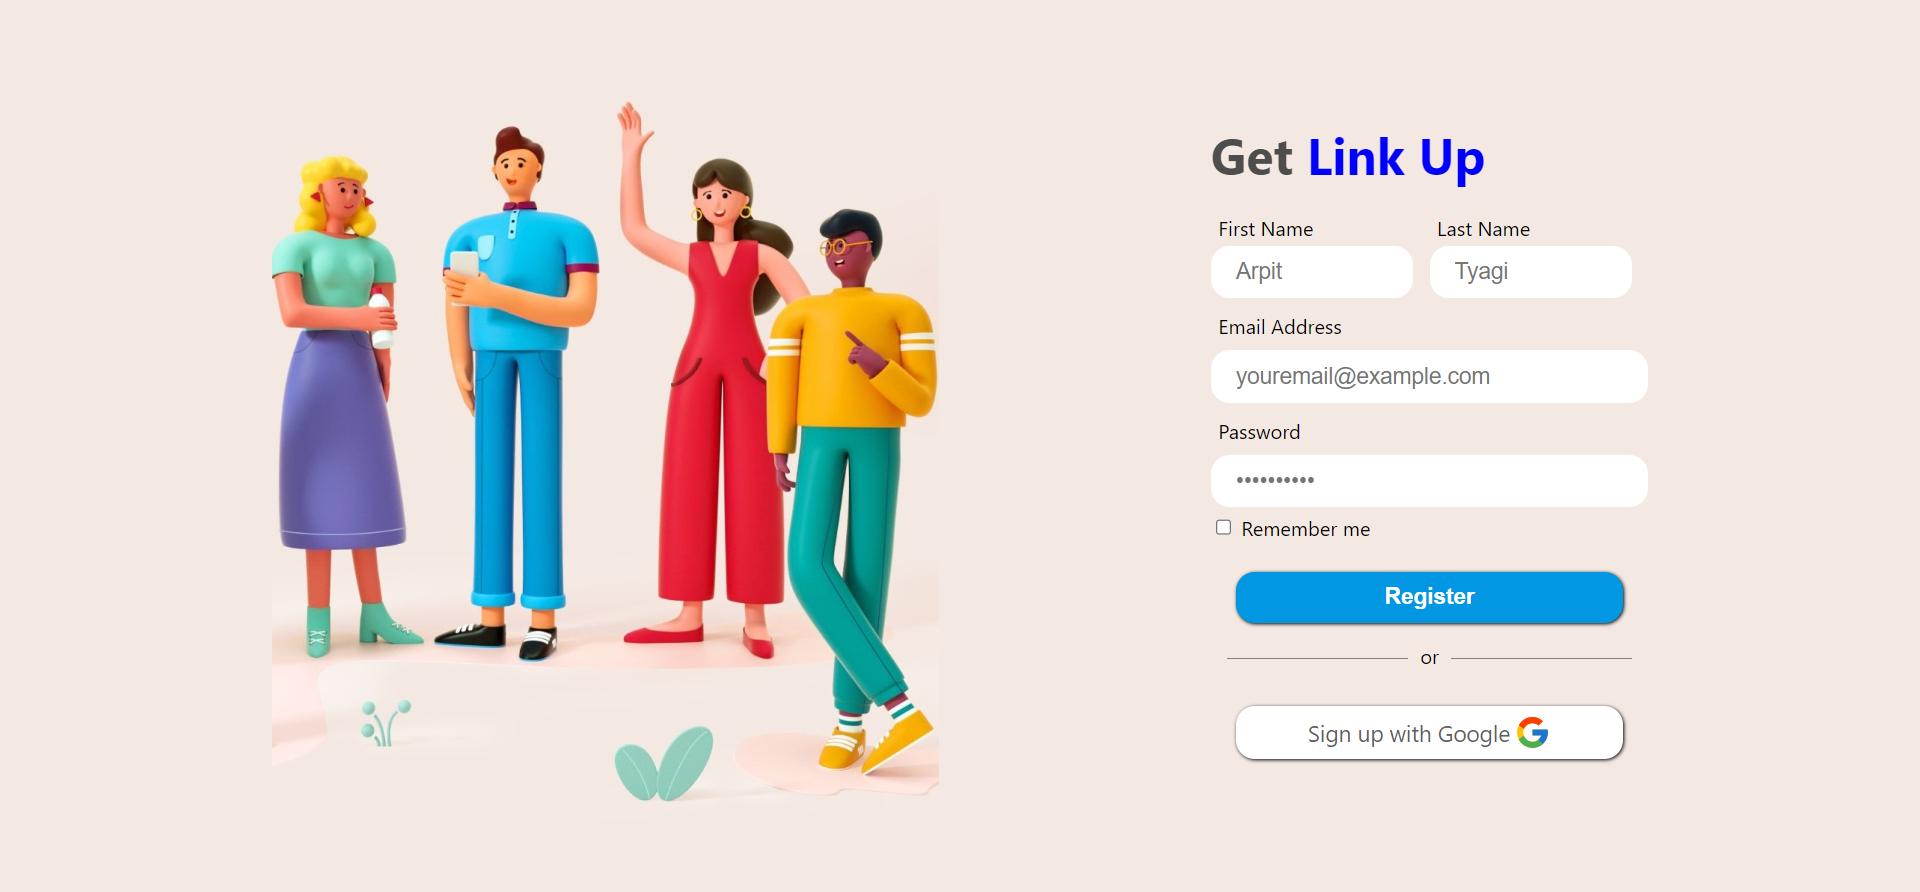 Get Link Up
First Name Last Name
Arpit Tyagi
Email Address
youremail@example.com
Password
••••••••••
Remember me
Register
or
Sign up with Google